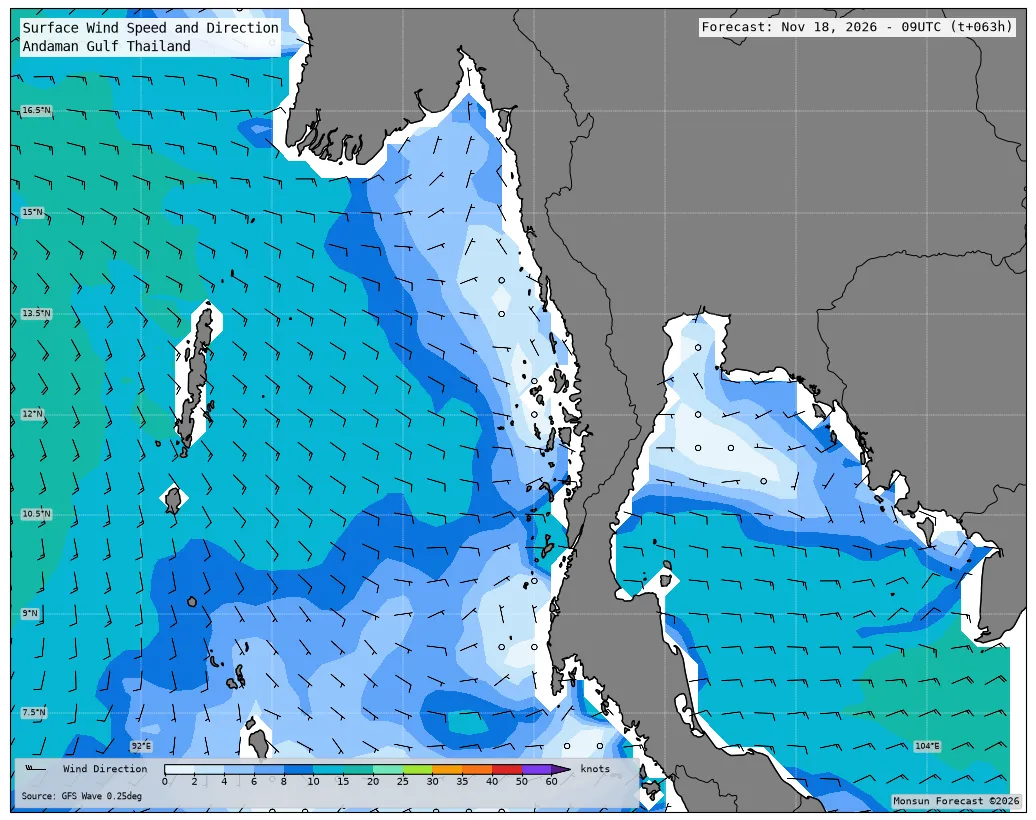 Surface Wind Speed and Direction
Andaman Gulf Thailand
Forecast: Nov 18, 2026 - 09UTC (t+063h)
16.5°N
15°N
13.5°N
12°N
10.5°N
9°N
7.5°N
92°E
104°E
Wind Direction
0 2 4 6 8 10 15 20 25 30 40 50 60 knots
Source: GFS Wave 0.25deg
Monsun Forecast ©2026